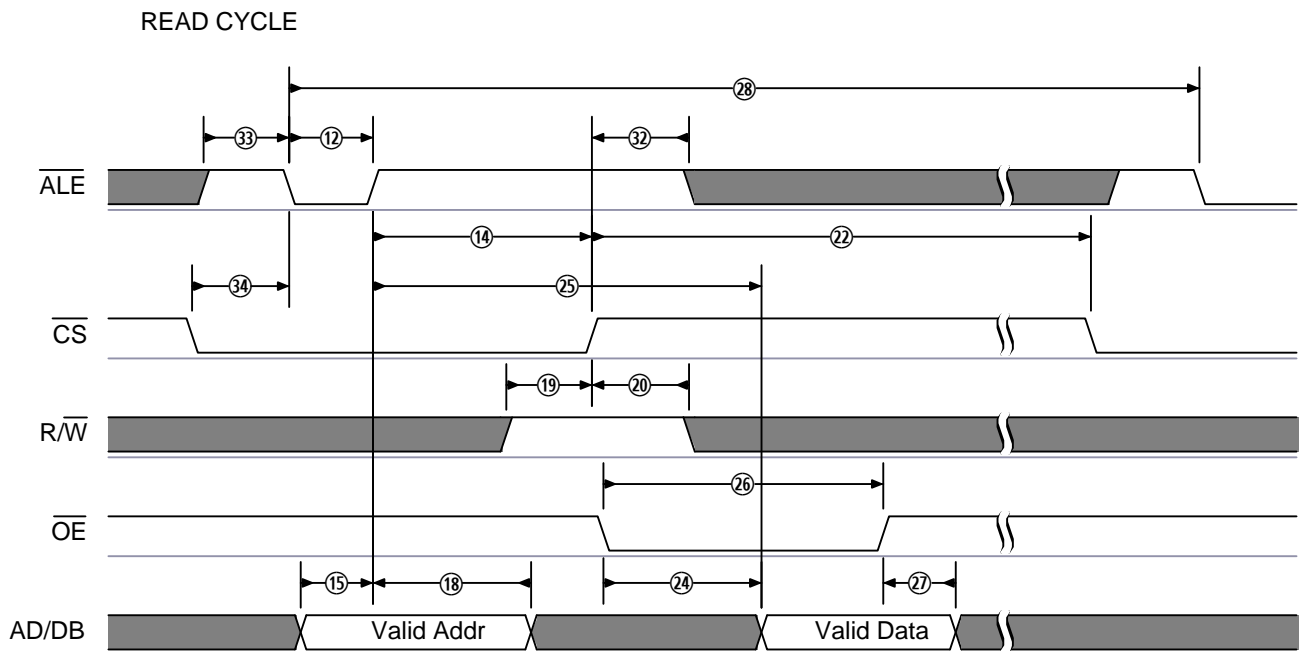 READ CYCLE
28
33 12 32
ALE
14 22
34 25
CS
19 20
R/W
26
OE
15 18 24 27
AD/DB Valid Addr Valid Data